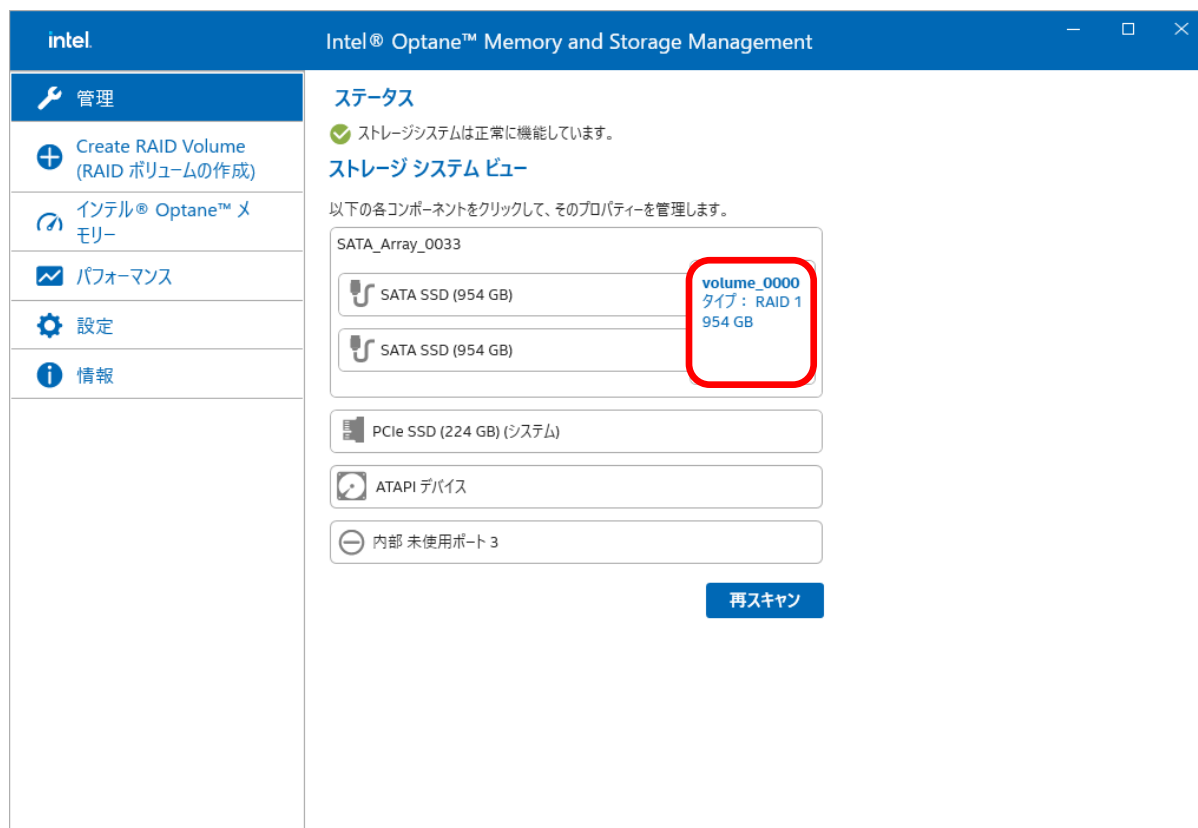 intel.
Intel® Optane™ Memory and Storage Management
管理
Create RAID Volume
(RAID ボリュームの作成)
インテル® Optane™ メ
モリー
パフォーマンス
設定
情報
ステータス
ストレージシステムは正常に機能しています。
ストレージ システム ビュー
以下の各コンポーネントをクリックして、そのプロパティーを管理します。
SATA_Array_0033
SATA SSD (954 GB)
SATA SSD (954 GB)
volume_0000
タイプ： RAID 1
954 GB
PCIe SSD (224 GB) (システム)
ATAPI デバイス
内部 未使用ポート 3
再スキャン